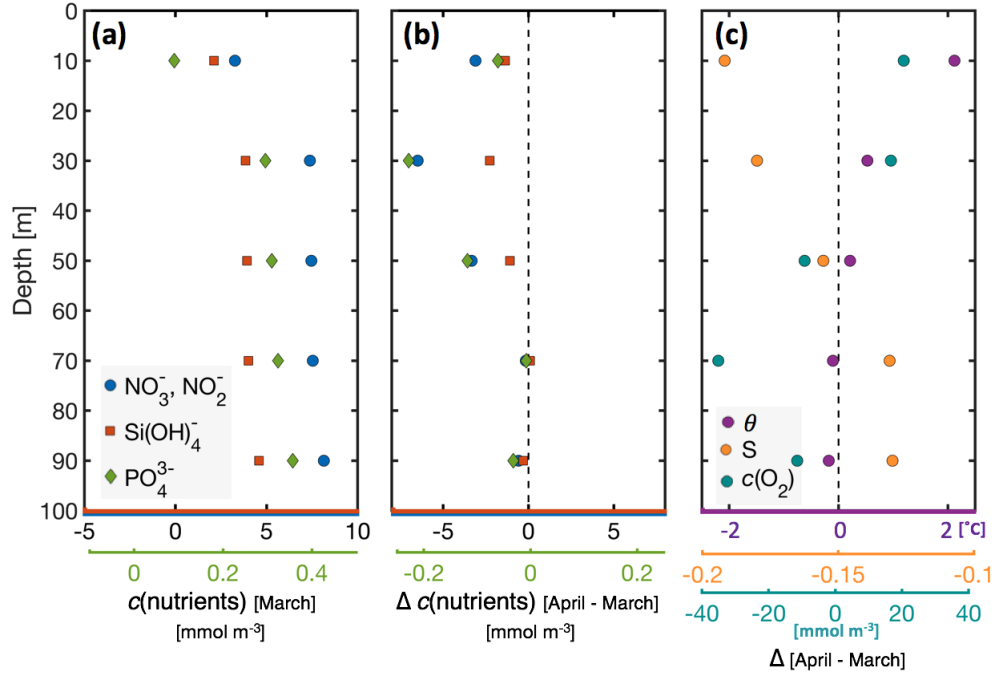 (a)
(b)
(c)
0
10
20
30
40
50
60
70
80
90
100
Depth [m]
NO₃⁻, NO₂⁻
Si(OH)₄⁻
PO₄³⁻
θ
S
c(O₂)
-5 0 5 10
-5 0 5
-2 0 2 [°C]
0 0.2 0.4
-0.2 0 0.2
-0.2 -0.15 -0.1
-40 -20 0 20 40
[mmol m⁻³]
c(nutrients) [March]
[mmol m⁻³]
Δ c(nutrients) [April - March]
[mmol m⁻³]
Δ [April - March]